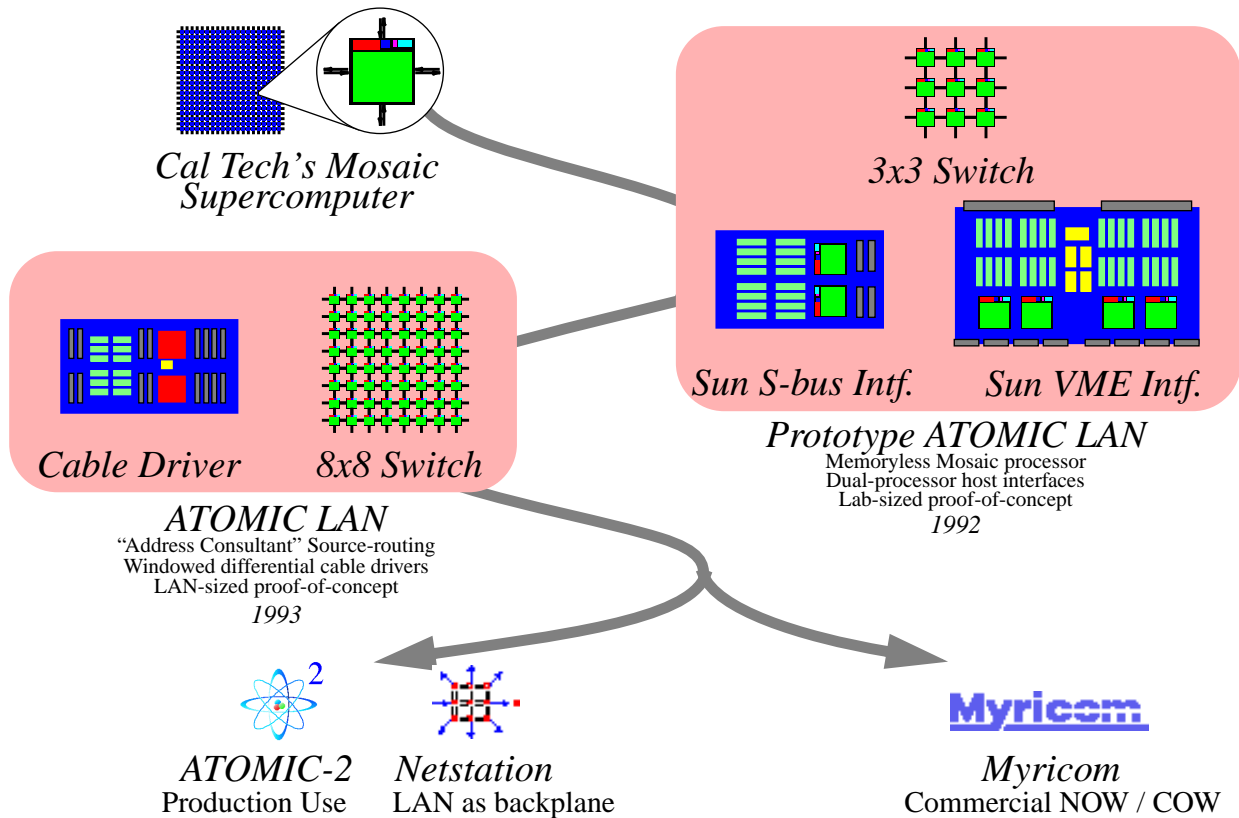 Cal Tech's Mosaic
Supercomputer
3x3 Switch
Sun S-bus Intf.
Sun VME Intf.
Prototype ATOMIC LAN
Memoryless Mosaic processor
Dual-processor host interfaces
Lab-sized proof-of-concept
1992
Cable Driver
8x8 Switch
ATOMIC LAN
“Address Consultant” Source-routing
Windowed differential cable drivers
LAN-sized proof-of-concept
1993
2
ATOMIC-2
Production Use
Netstation
LAN as backplane
Myricom
Myricom
Commercial NOW / COW